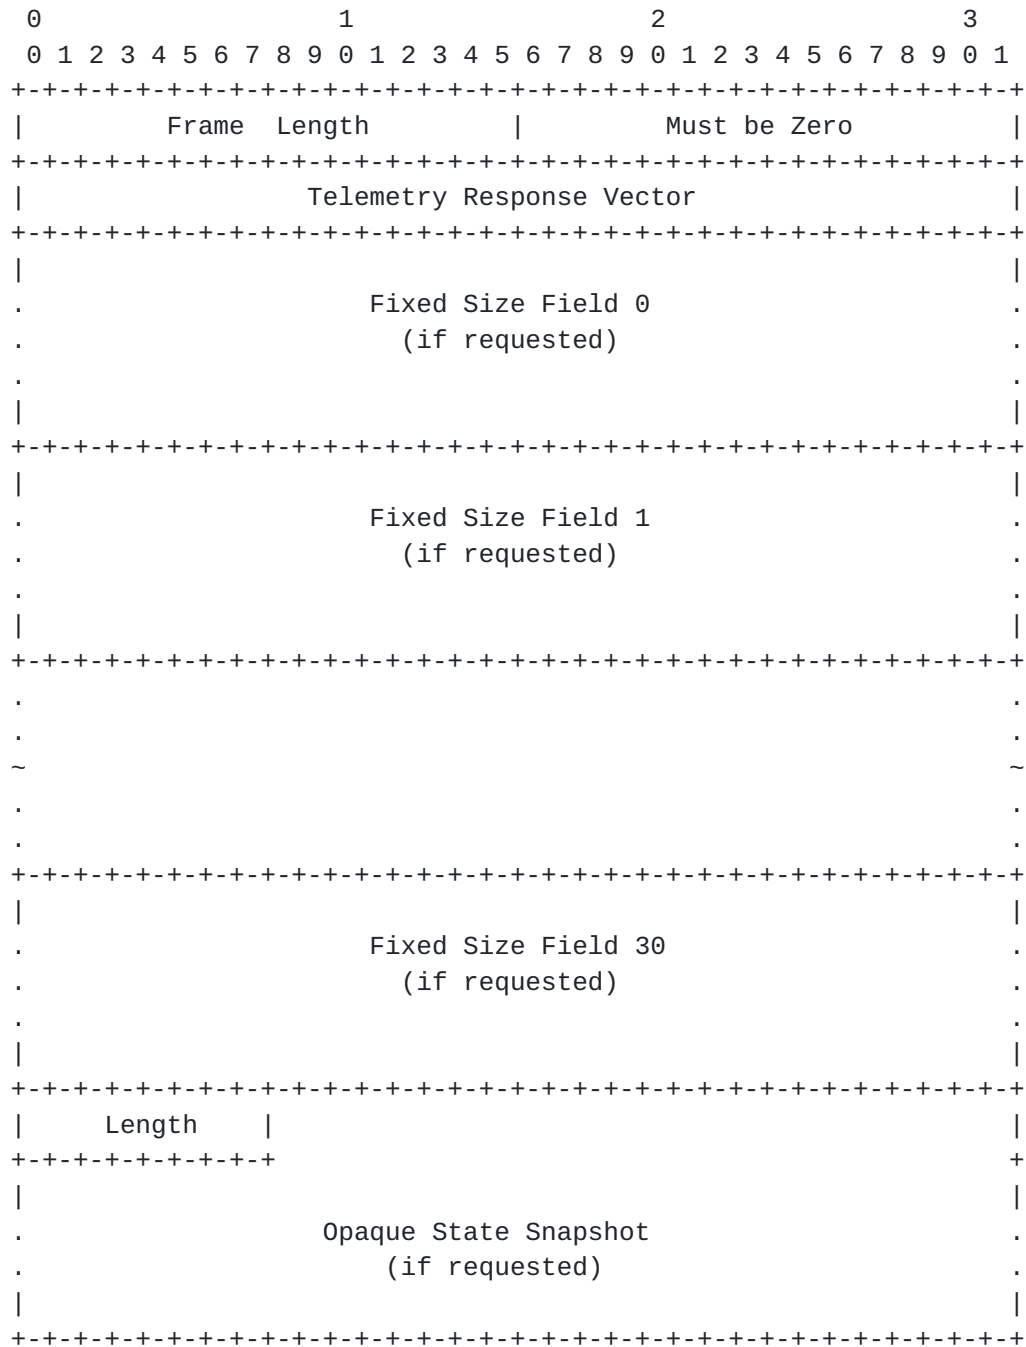 0                   1                   2                   3
 0 1 2 3 4 5 6 7 8 9 0 1 2 3 4 5 6 7 8 9 0 1 2 3 4 5 6 7 8 9 0 1
+-+-+-+-+-+-+-+-+-+-+-+-+-+-+-+-+-+-+-+-+-+-+-+-+-+-+-+-+-+-+-+-+
|         Frame  Length         |         Must be Zero          |
+-+-+-+-+-+-+-+-+-+-+-+-+-+-+-+-+-+-+-+-+-+-+-+-+-+-+-+-+-+-+-+-+
|                  Telemetry Response Vector                    |
+-+-+-+-+-+-+-+-+-+-+-+-+-+-+-+-+-+-+-+-+-+-+-+-+-+-+-+-+-+-+-+-+
|                                                               |
.                      Fixed Size Field 0                       .
.                        (if requested)                         .
.                                                               .
|                                                               |
+-+-+-+-+-+-+-+-+-+-+-+-+-+-+-+-+-+-+-+-+-+-+-+-+-+-+-+-+-+-+-+-+
|                                                               |
.                      Fixed Size Field 1                       .
.                        (if requested)                         .
.                                                               .
|                                                               |
+-+-+-+-+-+-+-+-+-+-+-+-+-+-+-+-+-+-+-+-+-+-+-+-+-+-+-+-+-+-+-+-+
.                                                               .
.                                                               .
~                                                               ~
.                                                               .
.                                                               .
+-+-+-+-+-+-+-+-+-+-+-+-+-+-+-+-+-+-+-+-+-+-+-+-+-+-+-+-+-+-+-+-+
|                                                               |
.                      Fixed Size Field 30                      .
.                        (if requested)                         .
.                                                               .
|                                                               |
+-+-+-+-+-+-+-+-+-+-+-+-+-+-+-+-+-+-+-+-+-+-+-+-+-+-+-+-+-+-+-+-+
|     Length    |                                               |
+-+-+-+-+-+-+-+-+                                               +
|                                                               |
.                   Opaque State Snapshot                       .
.                       (if requested)                          .
|                                                               |
+-+-+-+-+-+-+-+-+-+-+-+-+-+-+-+-+-+-+-+-+-+-+-+-+-+-+-+-+-+-+-+-+